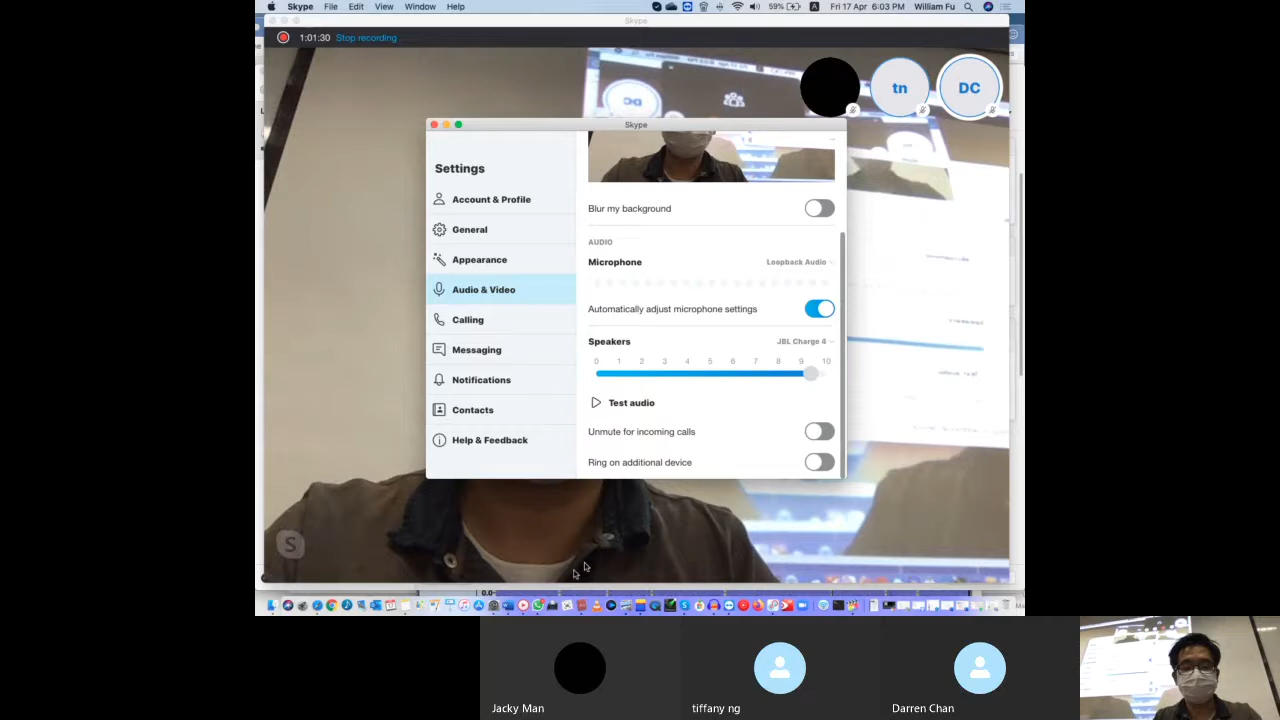 Skype File Edit View Window Help 59% A Fri 17 Apr 6:03 PM William Fu
Skype
1:01:30 Stop recording
tn
DC
Skype
Settings
Account & Profile
General
Appearance
Audio & Video
Calling
Messaging
Notifications
Contacts
Help & Feedback
Blur my background
AUDIO
Microphone Loopback Audio
Automatically adjust microphone settings
Speakers JBL Charge 4
0 1 2 3 4 5 6 7 8 9 10
Test audio
Unmute for incoming calls
Ring on additional device
S
0.0
Jacky Man
tiffany ng
Darren Chan